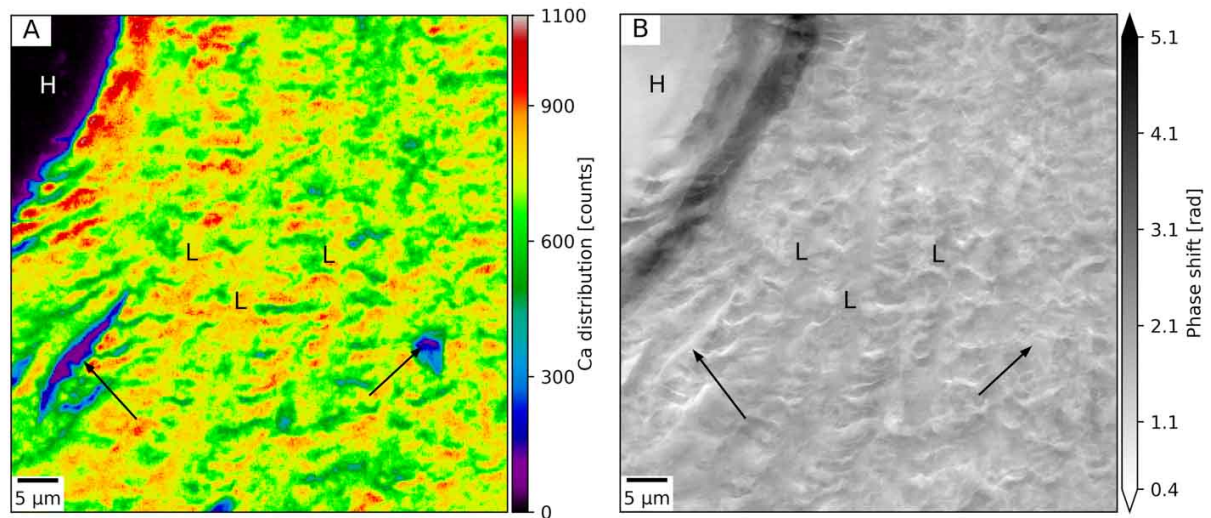 A
H
L
L
L
5 µm
1100
900
600
300
0
Ca distribution [counts]
B
H
L
L
L
5 µm
5.1
4.1
3.1
2.1
1.1
0.4
Phase shift [rad]